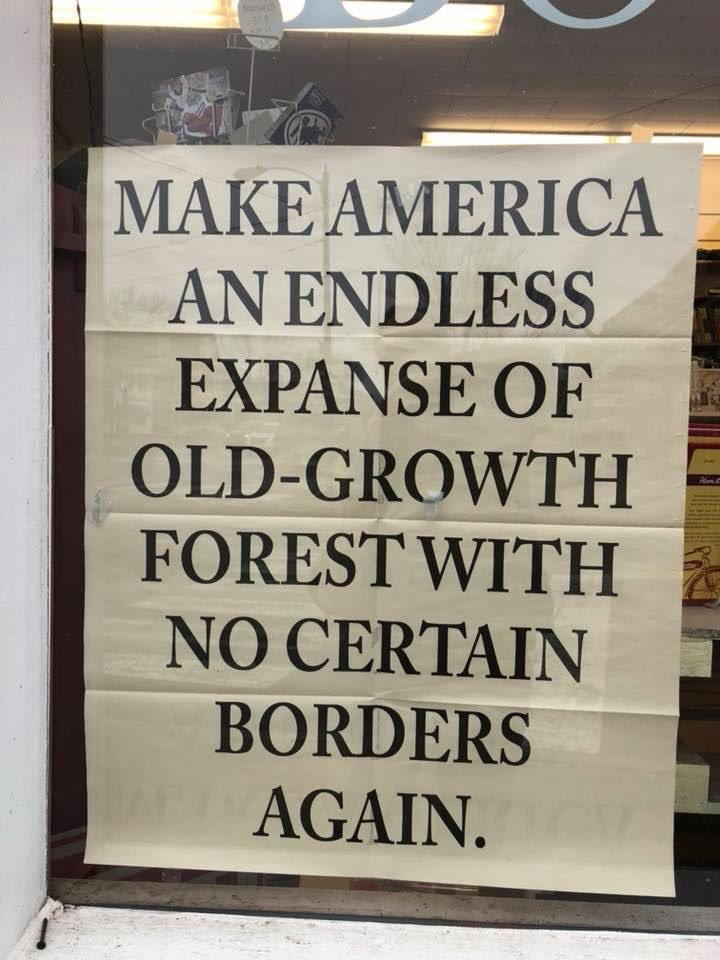 MAKE AMERICA
AN ENDLESS
EXPANSE OF
OLD-GROWTH
FOREST WITH
NO CERTAIN
BORDERS
AGAIN.